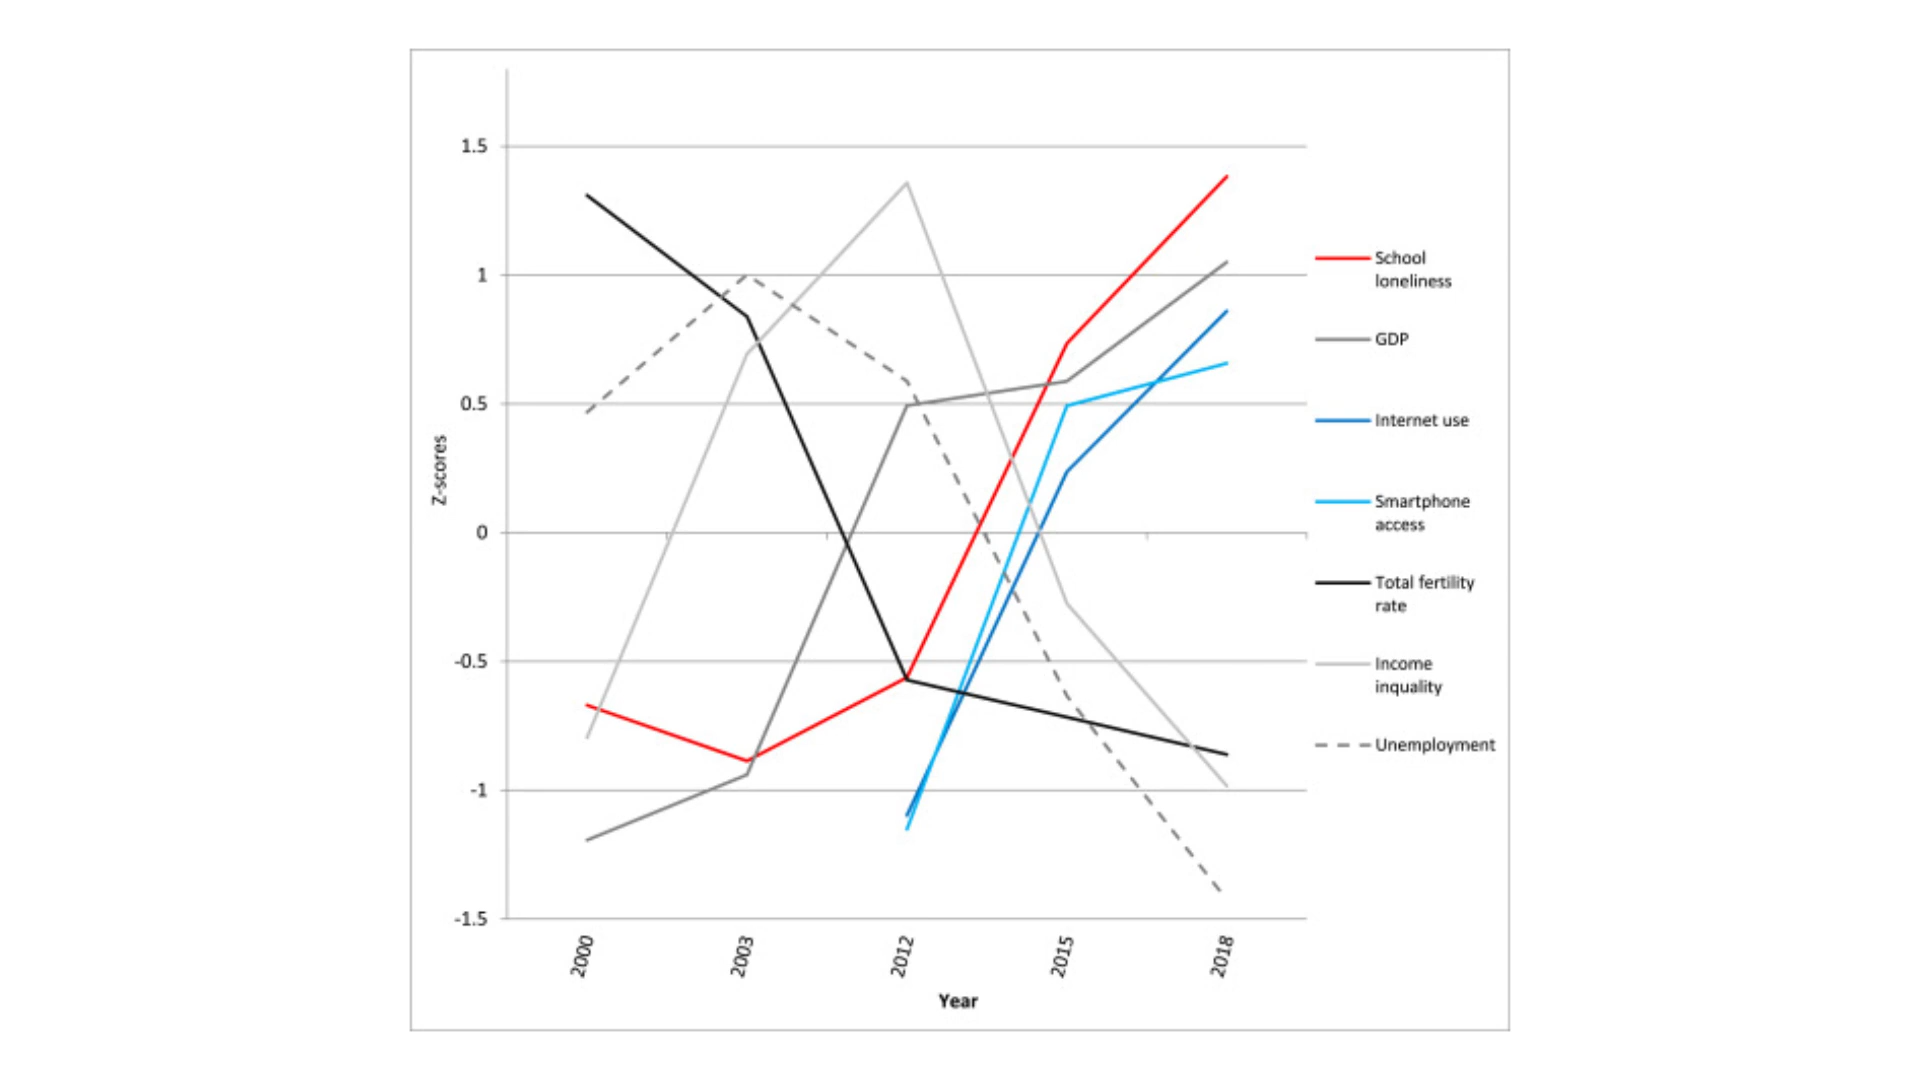 1.5
1
0.5
0
-0.5
-1
-1.5
Z-scores
2000
2003
2012
2015
2018
Year
School
loneliness
GDP
Internet use
Smartphone
access
Total fertility
rate
Income
inquality
Unemployment